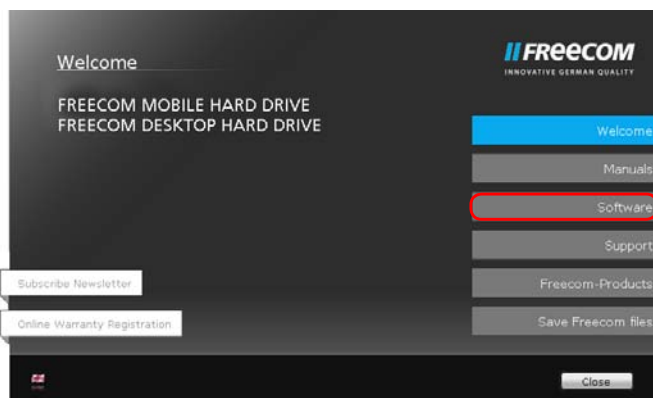 Welcome
FREECOM MOBILE HARD DRIVE
FREECOM DESKTOP HARD DRIVE
FREECOM
INNOVATIVE GERMAN QUALITY
Welcome
Manuals
Software
Support
Freecom-Products
Save Freecom files
Subscribe Newsletter
Online Warranty Registration
Close